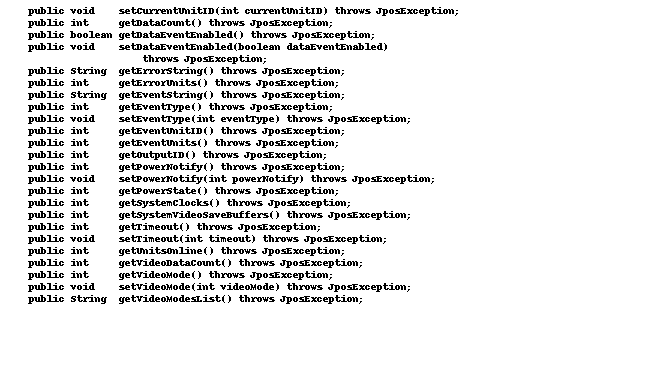 public void    setCurrentUnitID(int currentUnitID) throws JposException;
public int     getDataCount() throws JposException;
public boolean getDataEventEnabled() throws JposException;
public void    setDataEventEnabled(boolean dataEventEnabled)
                   throws JposException;
public String  getErrorString() throws JposException;
public int     getErrorUnits() throws JposException;
public String  getEventString() throws JposException;
public int     getEventType() throws JposException;
public void    setEventType(int eventType) throws JposException;
public int     getEventUnitID() throws JposException;
public int     getEventUnits() throws JposException;
public int     getOutputID() throws JposException;
public int     getPowerNotify() throws JposException;
public void    setPowerNotify(int powerNotify) throws JposException;
public int     getPowerState() throws JposException;
public int     getSystemClocks() throws JposException;
public int     getSystemVideoSaveBuffers() throws JposException;
public int     getTimeout() throws JposException;
public void    setTimeout(int timeout) throws JposException;
public int     getUnitsOnline() throws JposException;
public int     getVideoDataCount() throws JposException;
public int     getVideoMode() throws JposException;
public void    setVideoMode(int videoMode) throws JposException;
public String  getVideoModesList() throws JposException;